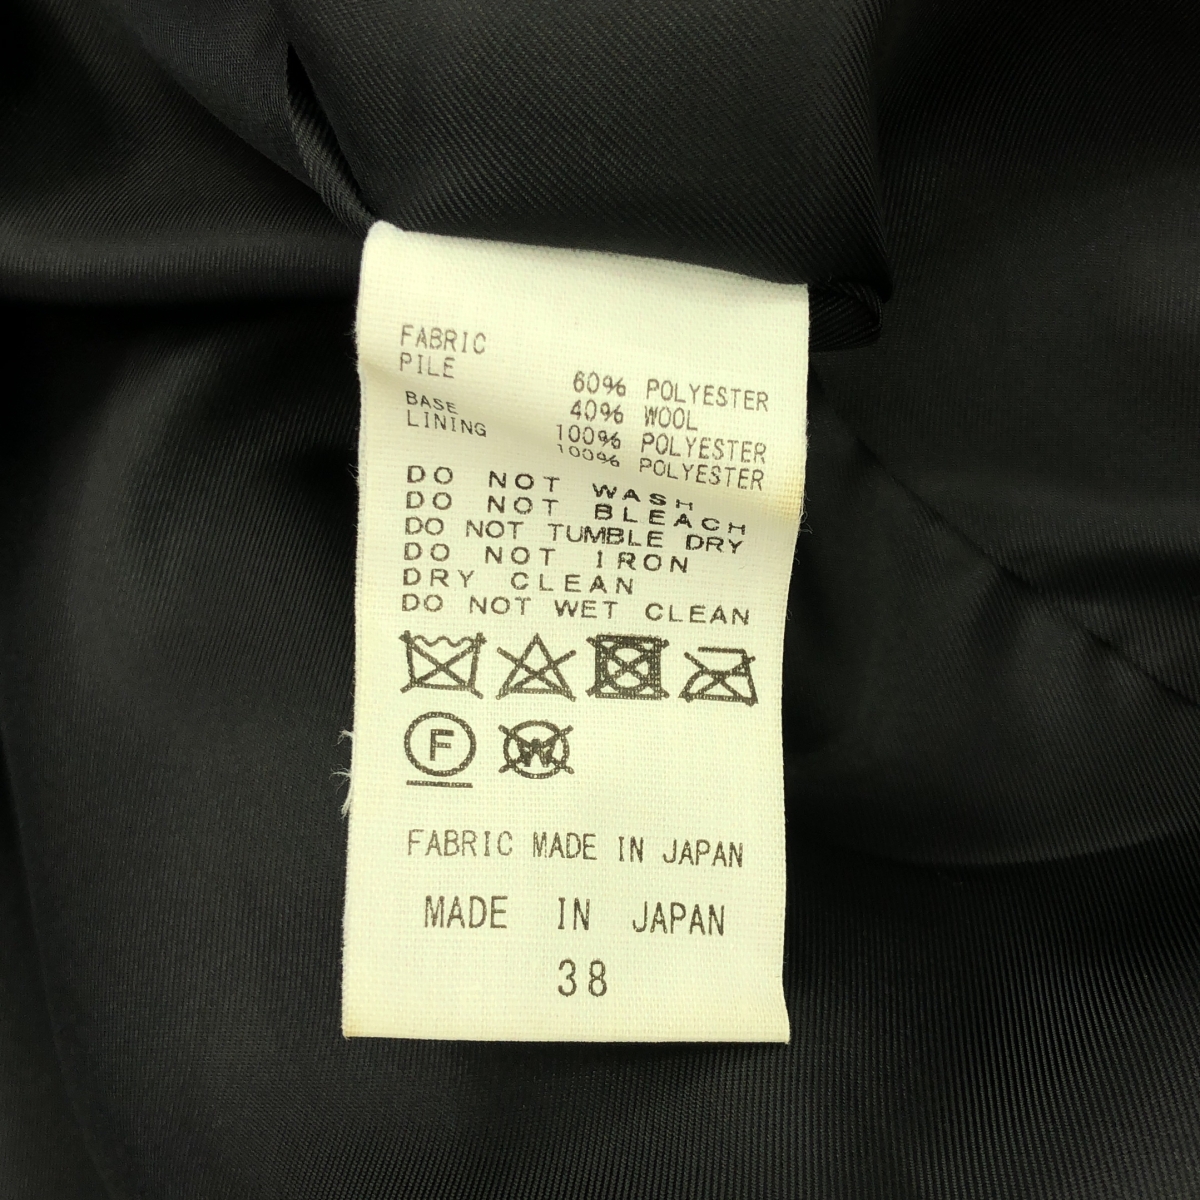 FABRIC
PILE 60% POLYESTER
40% WOOL
BASE 100% POLYESTER
LINING 100% POLYESTER
DO NOT WASH
DO NOT BLEACH
DO NOT TUMBLE DRY
DO NOT IRON
DRY CLEAN
DO NOT WET CLEAN
F W
FABRIC MADE IN JAPAN
MADE IN JAPAN
38